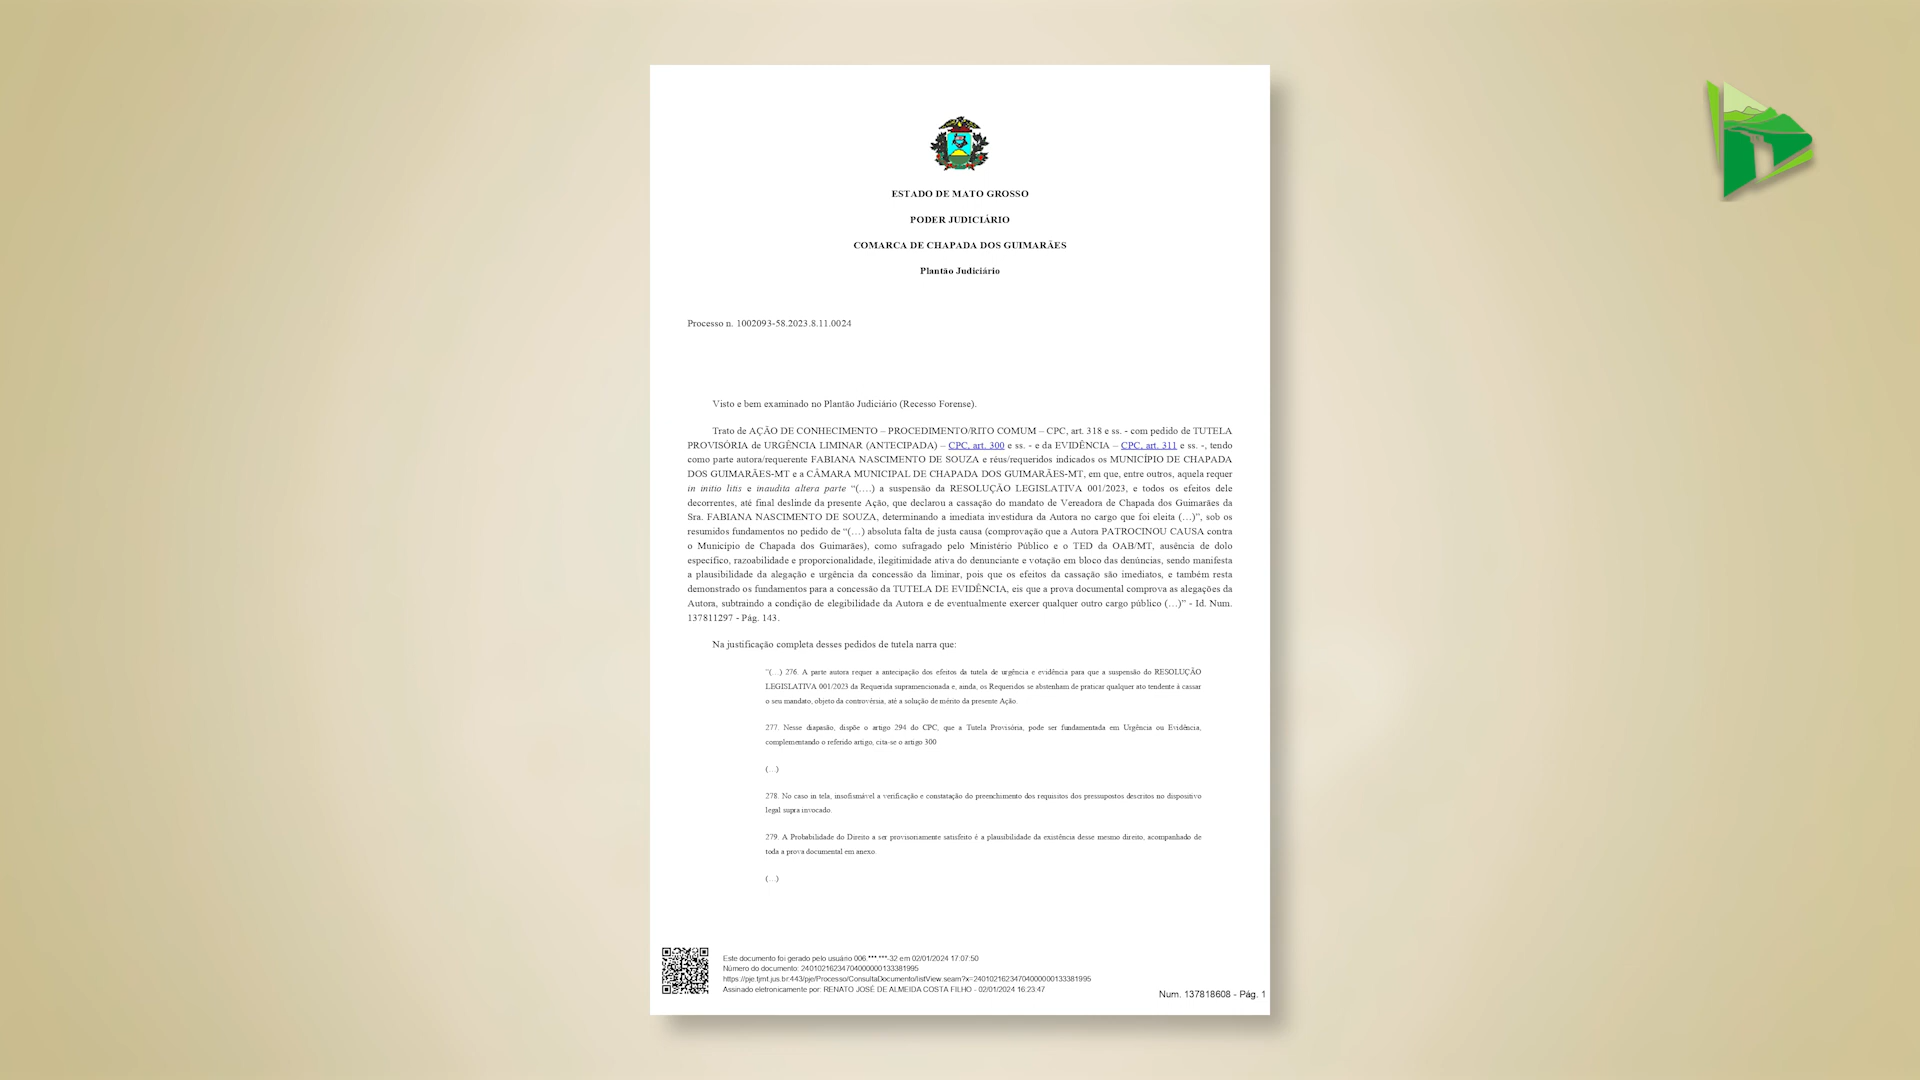 ESTADO DE MATO GROSSO
PODER JUDICIÁRIO
COMARCA DE CHAPADA DOS GUIMARÃES
Plantão Judiciário
Processo n. 1002093-58.2023.8.11.0024
Visto e bem examinado no Plantão Judiciário (Recesso Forense).
Trato de AÇÃO DE CONHECIMENTO – PROCEDIMENTO/RITO COMUM – CPC, art. 318 e ss. - com pedido de TUTELA
PROVISÓRIA de URGÊNCIA LIMINAR (ANTECIPADA) – CPC, art. 300 e ss. - e da EVIDÊNCIA – CPC, art. 311 e ss. -, tendo
como parte autora/requerente FABIANA NASCIMENTO DE SOUZA e réus/requeridos indicados os MUNICÍPIO DE CHAPADA
DOS GUIMARÃES-MT e a CÂMARA MUNICIPAL DE CHAPADA DOS GUIMARÃES-MT, em que, entre outros, aquela requer
in initio litis e inaudita altera parte “(….) a suspensão da RESOLUÇÃO LEGISLATIVA 001/2023, e todos os efeitos dele
decorrentes, até final deslinde da presente Ação, que declarou a cassação do mandato de Vereadora de Chapada dos Guimarães da
Sra. FABIANA NASCIMENTO DE SOUZA, determinando a imediata investidura da Autora no cargo que foi eleita (…)”, sob os
resumidos fundamentos no pedido de “(…) absoluta falta de justa causa (comprovação que a Autora PATROCINOU CAUSA contra
o Município de Chapada dos Guimarães), como sufragado pelo Ministério Público e o TED da OAB/MT, ausência de dolo
específico, razoabilidade e proporcionalidade, ilegitimidade ativa do denunciante e votação em bloco das denúncias, sendo manifesta
a plausibilidade da alegação e urgência da concessão da liminar, pois que os efeitos da cassação são imediatos, e também resta
demonstrado os fundamentos para a concessão da TUTELA DE EVIDÊNCIA, eis que a prova documental comprova as alegações da
Autora, subtraindo a condição de elegibilidade da Autora e de eventualmente exercer qualquer outro cargo público (…)” - Id. Num.
137811297 - Pág. 143.
Na justificação completa desses pedidos de tutela narra que:
“(…) 276. A parte autora requer a antecipação dos efeitos da tutela de urgência e evidência para que a suspensão do RESOLUÇÃO
LEGISLATIVA 001/2023 da Requerida supramencionada e, ainda, os Requeridos se abstenham de praticar qualquer ato tendente à cassar
o seu mandato, objeto da controvérsia, até a solução de mérito da presente Ação.
277. Nesse diapasão, dispõe o artigo 294 do CPC, que a Tutela Provisória, pode ser fundamentada em Urgência ou Evidência,
complementando o referido artigo, cita-se o artigo 300
(…)
278. No caso in tela, insofismável a verificação e constatação do preenchimento dos requisitos dos pressupostos descritos no dispositivo
legal supra invocado.
279. A Probabilidade do Direito a ser provisoriamente satisfeito é a plausibilidade da existência desse mesmo direito, acompanhado de
toda a prova documental em anexo.
(…)
Este documento foi gerado pelo usuário 006.***.***-32 em 02/01/2024 17:07:50
Número do documento: 24010216234704000000133381995
https://pje.tjmt.jus.br:443/pje/Processo/ConsultaDocumento/listView.seam?x=24010216234704000000133381995
Assinado eletronicamente por: RENATO JOSÉ DE ALMEIDA COSTA FILHO - 02/01/2024 16:23:47
Num. 137818608 - Pág. 1